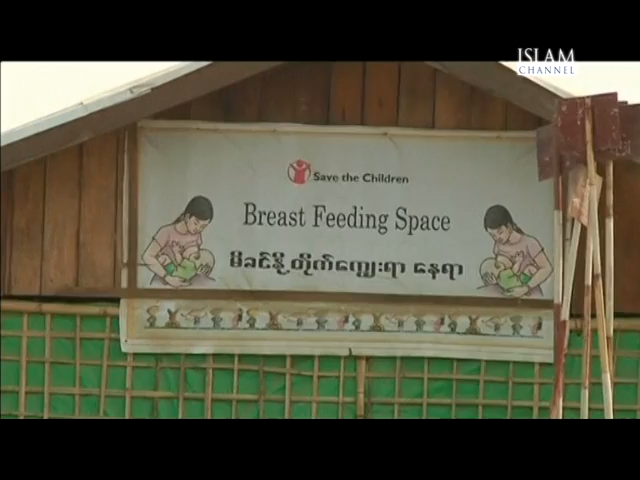 ISLAM
CHANNEL
Save the Children
Breast Feeding Space
မိခင်နို့တိုက်ကျွေးရာ နေရာ